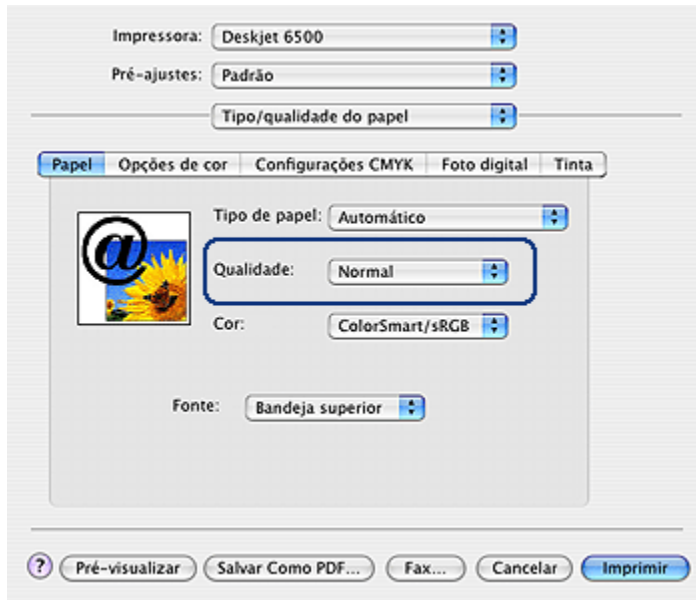 Impressora: Deskjet 6500
Pré-ajustes: Padrão
Tipo/qualidade do papel
Papel Opções de cor Configurações CMYK Foto digital Tinta
Tipo de papel: Automático
@
Qualidade: Normal
Cor: ColorSmart/sRGB
Fonte: Bandeja superior
? Pré-visualizar Salvar Como PDF... Fax... Cancelar Imprimir